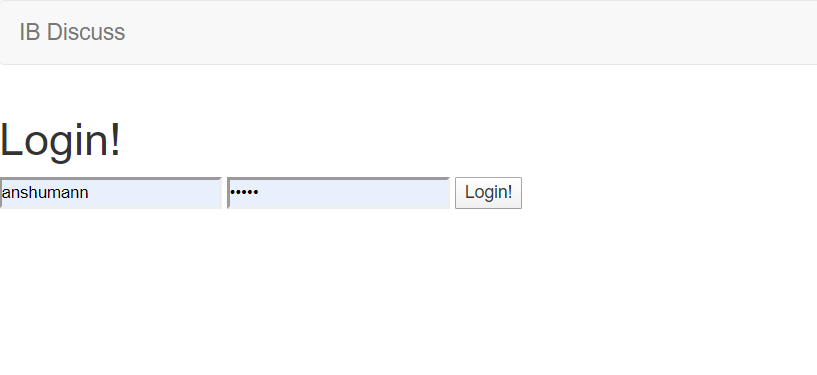 IB Discuss
Login!
anshumann ••••• Login!